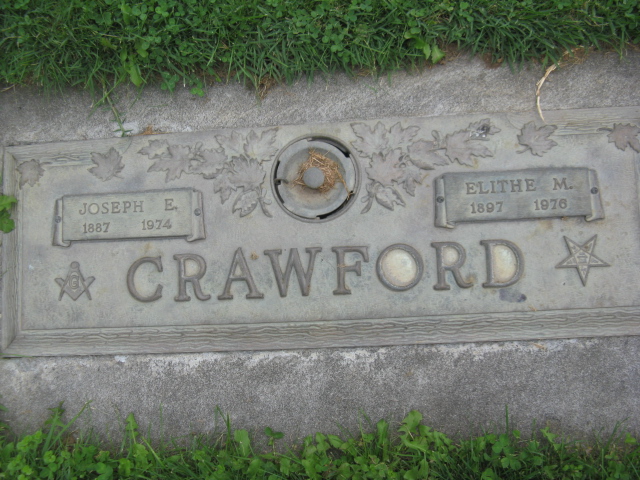 JOSEPH E.
1887 1974
ELITHE M.
1897 1976
CRAWFORD